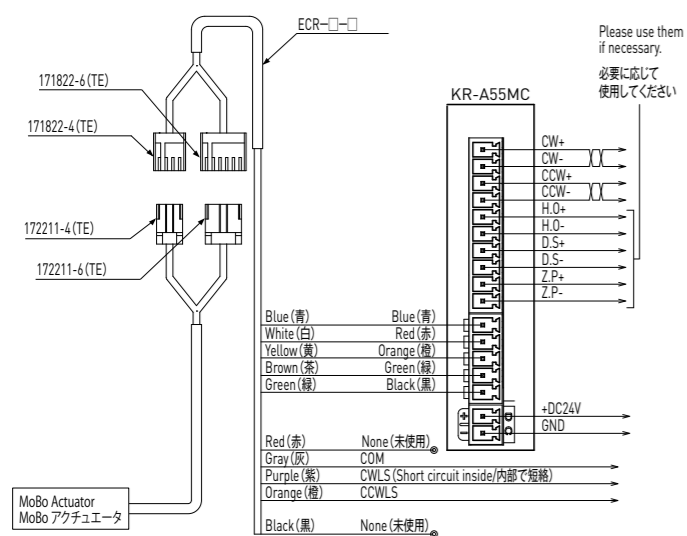 ECR-□-□
Please use them
if necessary.
必要に応じて
使用してください
171822-6(TE)
171822-4(TE)
KR-A55MC
CW+
CW-
CCW+
CCW-
H.O+
H.O-
D.S+
D.S-
Z.P+
Z.P-
172211-4(TE)
172211-6(TE)
Blue(青) Blue(青)
White(白) Red(赤)
Yellow(黄) Orange(橙)
Brown(茶) Green(緑)
Green(緑) Black(黒)
+ DC +DC24V
- GND
Red(赤) None(未使用)
Gray(灰) COM
Purple(紫) CWLS(Short circuit inside/内部で短絡)
Orange(橙) CCWLS
Black(黒) None(未使用)
MoBo Actuator
MoBo アクチュエータ